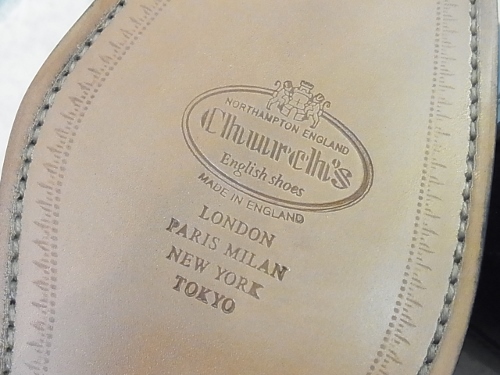 NORTHAMPTON ENGLAND
Church's
English shoes
MADE IN ENGLAND
LONDON
PARIS MILAN
NEW YORK
TOKYO